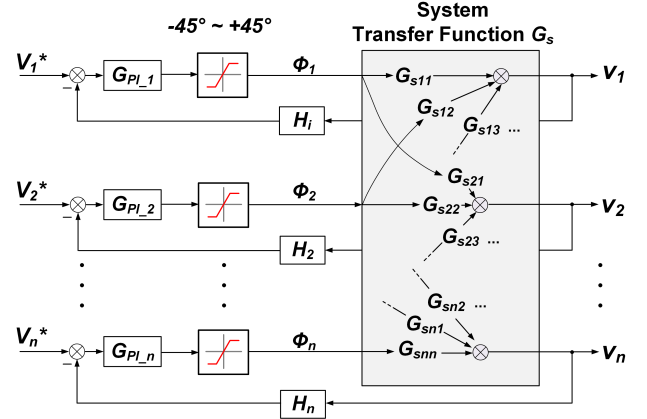 System
-45° ~ +45°
Transfer Function Gs
V1*
GPI_1
Φ1
Gs11
v1
−
Hi
Gs12
Gs13 ...
Gs21
V2*
GPI_2
Φ2
Gs22
v2
−
H2
Gs23 ...
Gsn2 ...
Gsn1
Vn*
GPI_n
Φn
Gsnn
vn
−
Hn